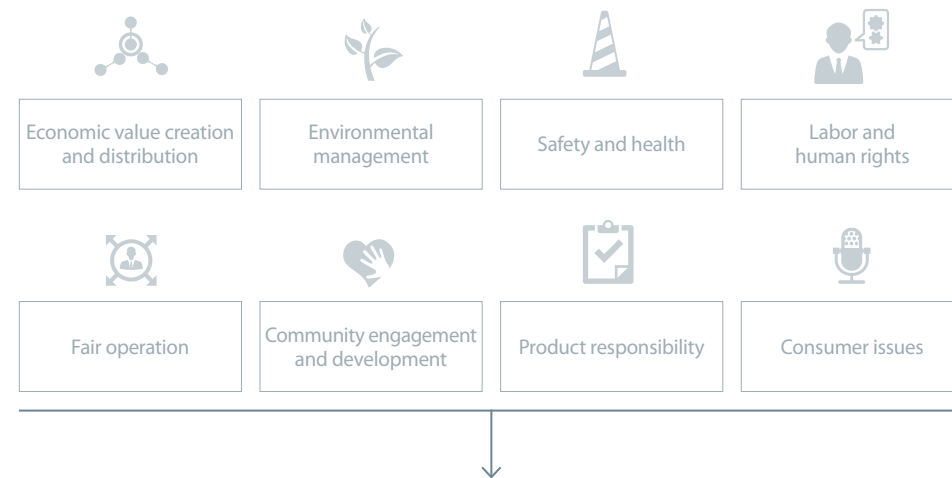 Economic value creation
and distribution
Environmental
management
Safety and health
Labor and
human rights
Fair operation
Community engagement
and development
Product responsibility
Consumer issues